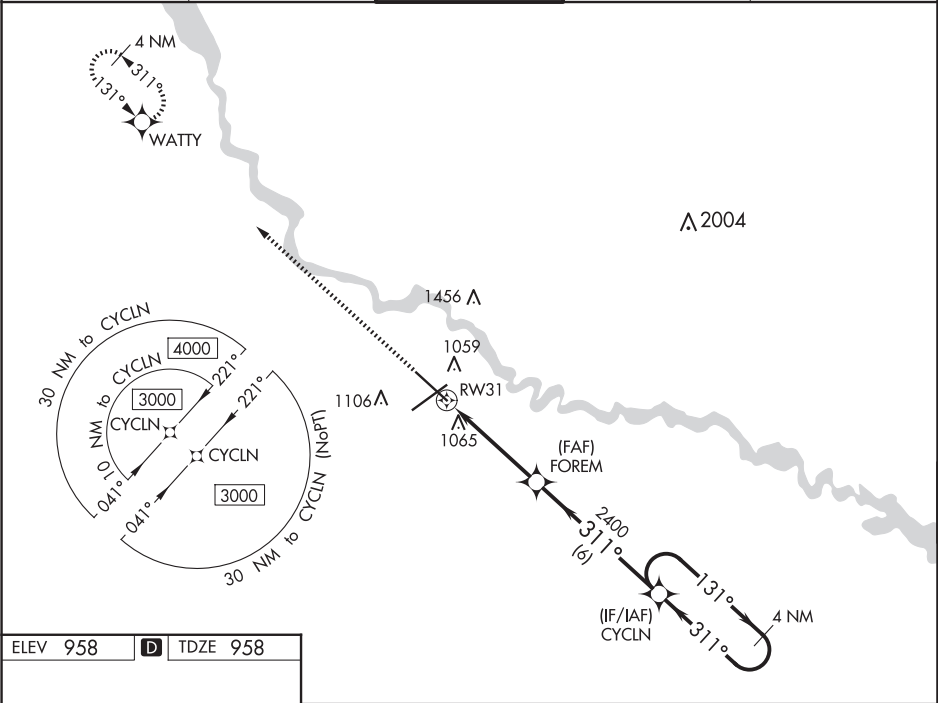 4 NM
311°
131°
WATTY
2004
1456
1059
RW31
1106
1065
30 NM to CYCLN
4000
221°
10 NM to CYCLN
3000
221°
CYCLN
CYCLN
041°
041°
3000
30 NM to CYCLN (NoPT)
(FAF)
FOREM
2400
311°
(6)
(IF/IAF)
CYCLN
131°
4 NM
311°
ELEV 958 D TDZE 958